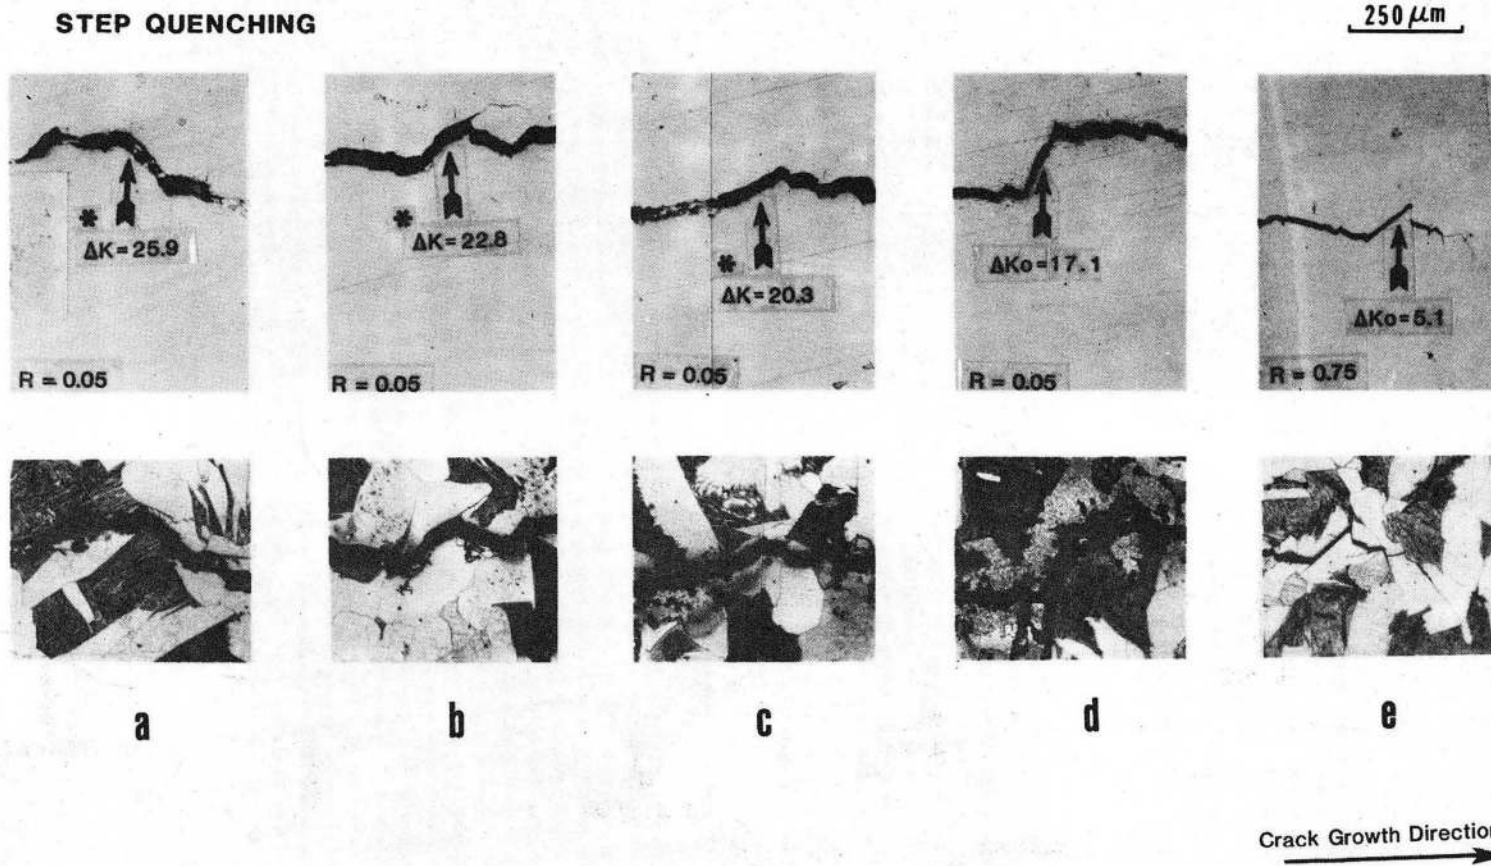 STEP QUENCHING
250 μm
* ΔK = 25.9
R = 0.05
* ΔK = 22.8
R = 0.05
* ΔK = 20.3
R = 0.05
ΔKo = 17.1
R = 0.05
ΔKo = 5.1
R = 0.75
a
b
c
d
e
Crack Growth Direction